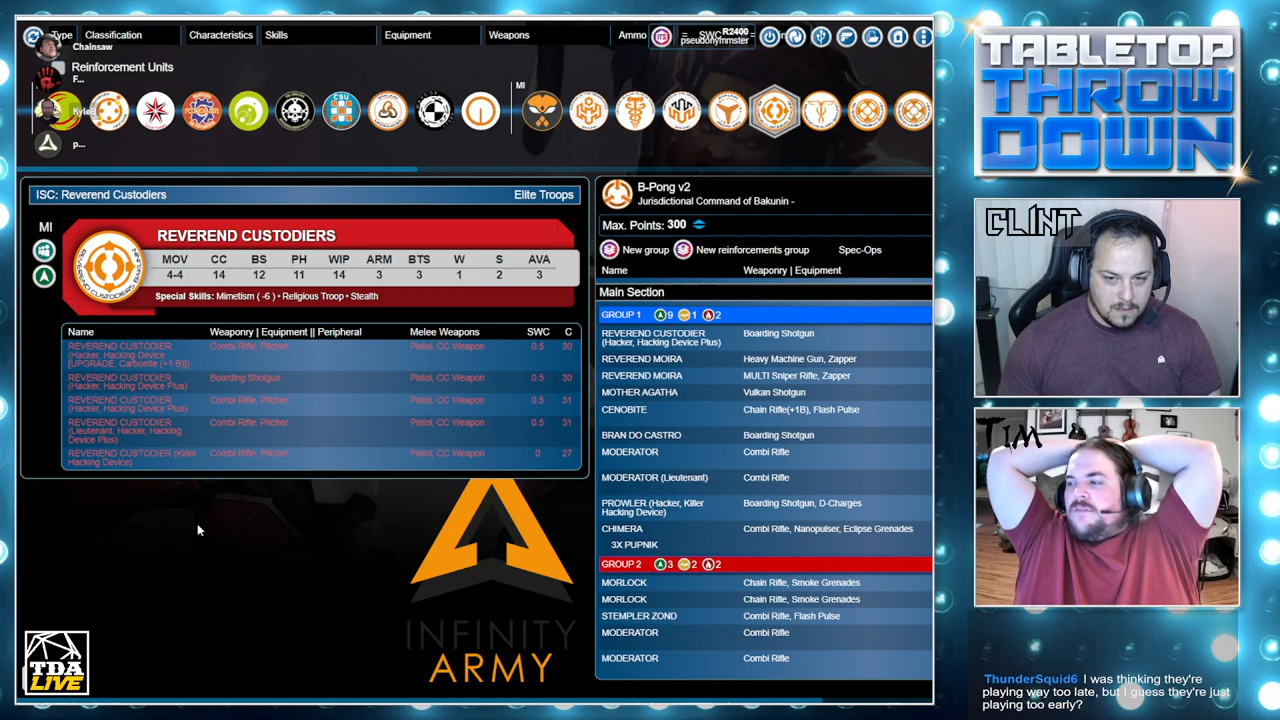 Type Classification Characteristics Skills Equipment Weapons Ammo SWC R2400
pseudonymmster
Chainsaw
Reinforcement Units
F...
Kyle
p...
MI
CSU
ITS
ISC: Reverend Custodiers Elite Troops
MI
REVEREND CUSTODIERS
MOV CC BS PH WIP ARM BTS W S AVA
4-4 14 12 11 14 3 3 1 2 3
Special Skills: Mimetism ( -6 ) • Religious Troop • Stealth
Name Weaponry | Equipment || Peripheral Melee Weapons SWC C
REVEREND CUSTODIER Combi Rifle, Pitcher Pistol, CC Weapon 0.5 30
(Hacker, Hacking Device
[UPGRADE: Carbonite (+1 B)])
REVEREND CUSTODIER Boarding Shotgun Pistol, CC Weapon 0.5 30
(Hacker, Hacking Device Plus)
REVEREND CUSTODIER Combi Rifle, Pitcher Pistol, CC Weapon 0.5 31
(Hacker, Hacking Device Plus)
REVEREND CUSTODIER Combi Rifle, Pitcher Pistol, CC Weapon 0.5 31
(Lieutenant, Hacker, Hacking
Device Plus)
REVEREND CUSTODIER (Killer Combi Rifle, Pitcher Pistol, CC Weapon 0 27
Hacking Device)
B-Pong v2
Jurisdictional Command of Bakunin -
Max. Points: 300
New group New reinforcements group Spec-Ops
Name Weaponry | Equipment
Main Section
GROUP 1 9 1 2
REVEREND CUSTODIER Boarding Shotgun
(Hacker, Hacking Device Plus)
REVEREND MOIRA Heavy Machine Gun, Zapper
REVEREND MOIRA MULTI Sniper Rifle, Zapper
MOTHER AGATHA Vulkan Shotgun
CENOBITE Chain Rifle(+1B), Flash Pulse
BRAN DO CASTRO Boarding Shotgun
MODERATOR Combi Rifle
MODERATOR (Lieutenant) Combi Rifle
PROWLER (Hacker, Killer Boarding Shotgun, D-Charges
Hacking Device)
CHIMERA Combi Rifle, Nanopulser, Eclipse Grenades
3X PUPNIK
GROUP 2 3 2 2
MORLOCK Chain Rifle, Smoke Grenades
MORLOCK Chain Rifle, Smoke Grenades
STEMPLER ZOND Combi Rifle, Flash Pulse
MODERATOR Combi Rifle
MODERATOR Combi Rifle
INFINITY
ARMY
TDA
LIVE
TABLETOP
THROW
DOWN
CLINT
TIM
ThunderSquid6 I was thinking they're
playing way too late, but I guess they're just
playing too early?